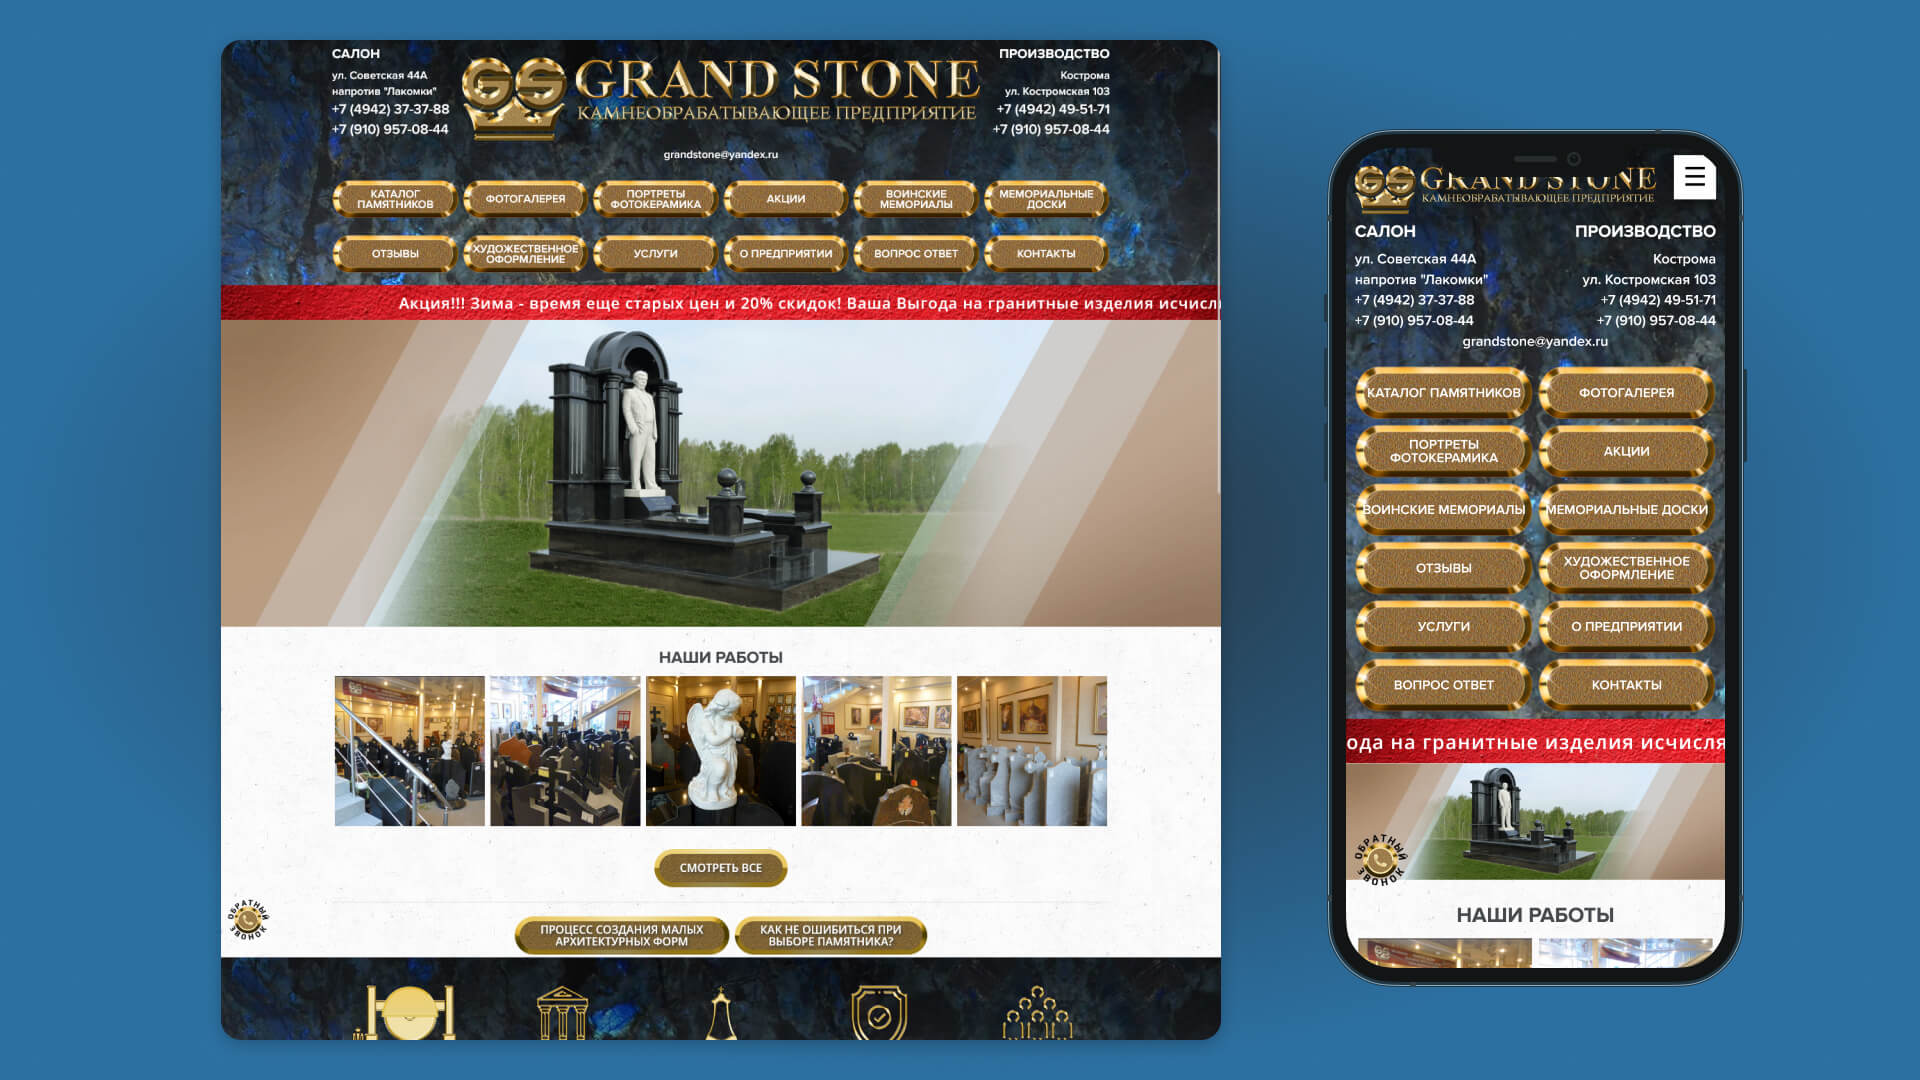 САЛОН
ул. Советская 44А
напротив "Лакомки"
+7 (4942) 37-37-88
+7 (910) 957-08-44
GS GRAND STONE
КАМНЕОБРАБАТЫВАЮЩЕЕ ПРЕДПРИЯТИЕ
grandstone@yandex.ru
ПРОИЗВОДСТВО
Кострома
ул. Костромская 103
+7 (4942) 49-51-71
+7 (910) 957-08-44
КАТАЛОГ
ПАМЯТНИКОВ
ФОТОГАЛЕРЕЯ
ПОРТРЕТЫ
ФОТОКЕРАМИКА
АКЦИИ
ВОИНСКИЕ
МЕМОРИАЛЫ
МЕМОРИАЛЬНЫЕ
ДОСКИ
ОТЗЫВЫ
ХУДОЖЕСТВЕННОЕ
ОФОРМЛЕНИЕ
УСЛУГИ
О ПРЕДПРИЯТИИ
ВОПРОС ОТВЕТ
КОНТАКТЫ
Акция!!! Зима - время еще старых цен и 20% скидок! Ваша Выгода на гранитные изделия исчисл
НАШИ РАБОТЫ
СМОТРЕТЬ ВСЕ
ОБРАТНЫЙ
ЗВОНОК
ПРОЦЕСС СОЗДАНИЯ МАЛЫХ
АРХИТЕКТУРНЫХ ФОРМ
КАК НЕ ОШИБИТЬСЯ ПРИ
ВЫБОРЕ ПАМЯТНИКА?
GS GRAND STONE
КАМНЕОБРАБАТЫВАЮЩЕЕ ПРЕДПРИЯТИЕ
САЛОН
ул. Советская 44А
напротив "Лакомки"
+7 (4942) 37-37-88
+7 (910) 957-08-44
ПРОИЗВОДСТВО
Кострома
ул. Костромская 103
+7 (4942) 49-51-71
+7 (910) 957-08-44
grandstone@yandex.ru
КАТАЛОГ ПАМЯТНИКОВ
ФОТОГАЛЕРЕЯ
ПОРТРЕТЫ
ФОТОКЕРАМИКА
АКЦИИ
ВОИНСКИЕ МЕМОРИАЛЫ
МЕМОРИАЛЬНЫЕ ДОСКИ
ОТЗЫВЫ
ХУДОЖЕСТВЕННОЕ
ОФОРМЛЕНИЕ
УСЛУГИ
О ПРЕДПРИЯТИИ
ВОПРОС ОТВЕТ
КОНТАКТЫ
ода на гранитные изделия исчисля
ОБРАТНЫЙ
ЗВОНОК
НАШИ РАБОТЫ